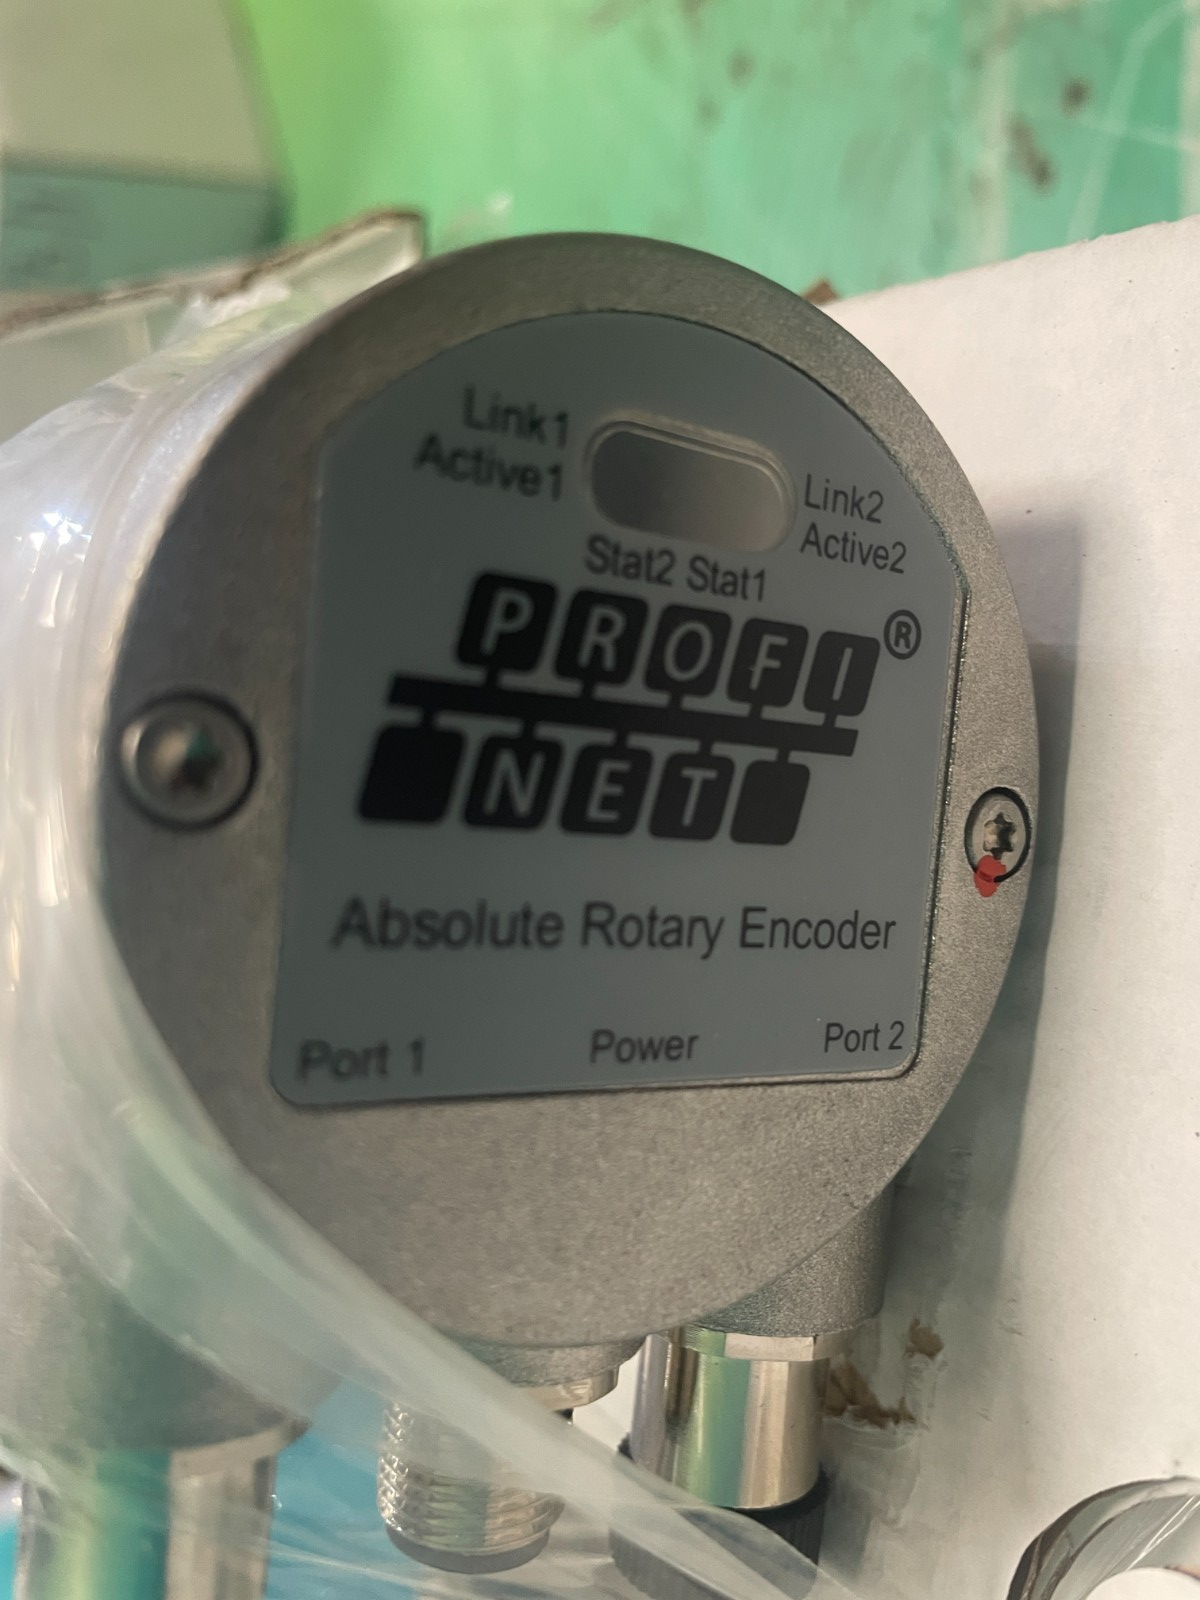 Link1
Active1
Link2
Active2
Stat2 Stat1
PROFI®
NET
Absolute Rotary Encoder
Port 1 Power Port 2